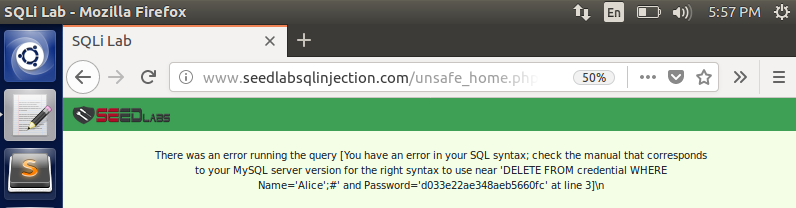 SQLi Lab - Mozilla Firefox
En
5:57 PM
SQLi Lab
www.seedlabsqlinjection.com/unsafe_home.php
50%
SEEDLABS
There was an error running the query [You have an error in your SQL syntax; check the manual that corresponds
to your MySQL server version for the right syntax to use near 'DELETE FROM credential WHERE
Name='Alice';#' and Password='d033e22ae348aeb5660fc' at line 3]\n